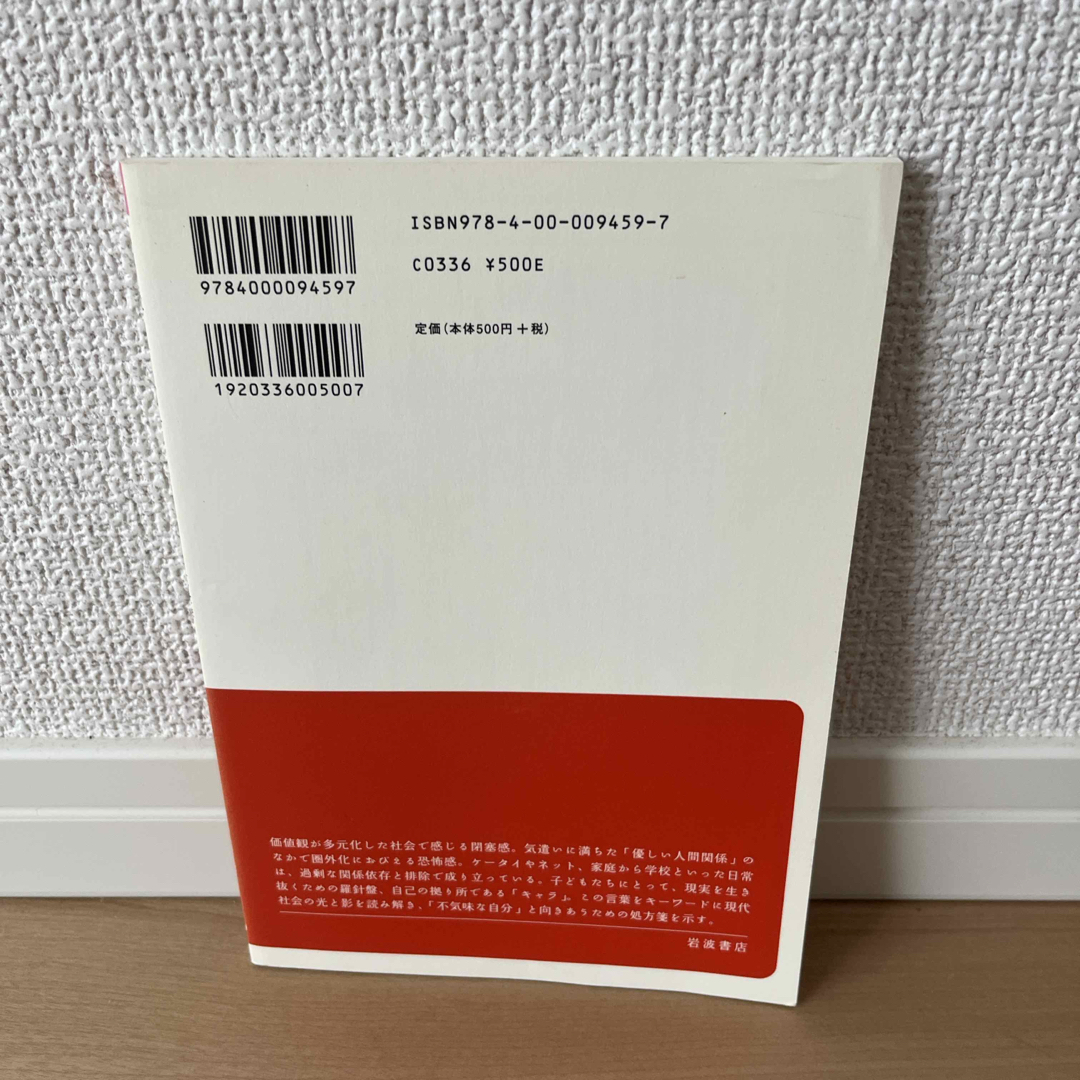 ISBN978-4-00-009459-7
C0336 ¥500E
9784000094597
定価(本体500円+税)
1920336005007
価値観が多元化した社会で感じる閉塞感。気遣いに満ちた「優しい人間関係」の
なかで圏外化におびえる恐怖感。ケータイやネット、家庭から学校といった日常
は、過剰な関係依存と排除で成り立っている。子どもたちにとって、現実を生き
抜くための羅針盤、自己の拠り所である「キャラ」。この言葉をキーワードに現代
社会の光と影を読み解き、「不気味な自分」と向きあうための処方箋を示す。
岩波書店